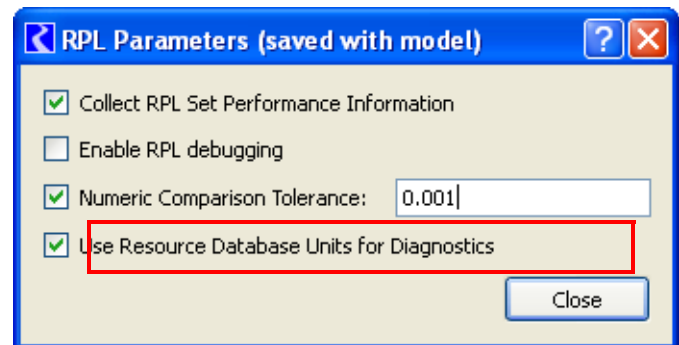 RPL Parameters (saved with model)
Collect RPL Set Performance Information
Enable RPL debugging
Numeric Comparison Tolerance: 0.001
Use Resource Database Units for Diagnostics
Close